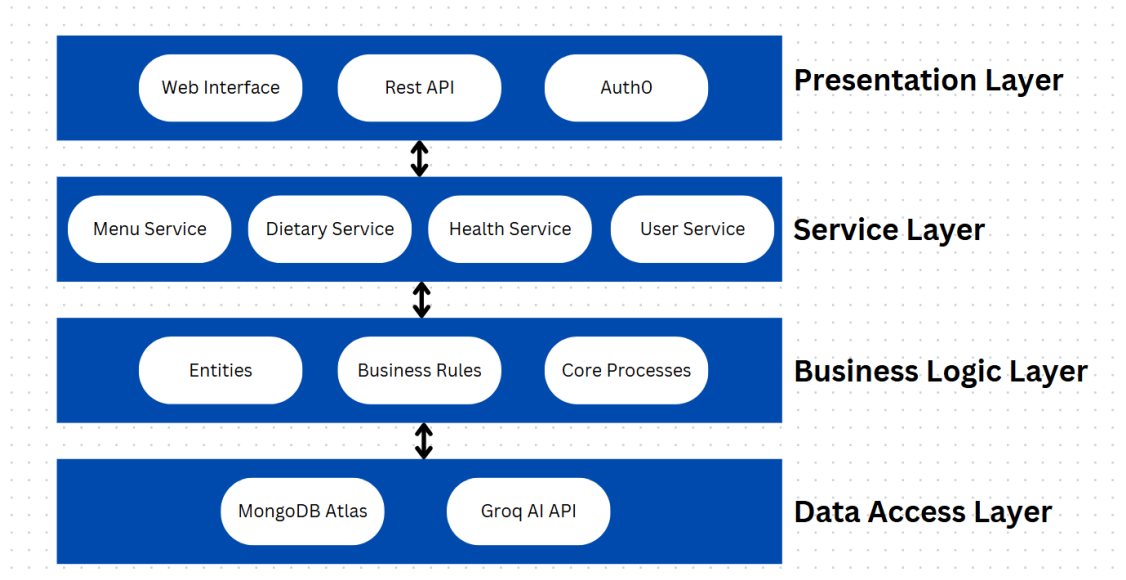 Web Interface
Rest API
Auth0
Presentation Layer
Menu Service
Dietary Service
Health Service
User Service
Service Layer
Entities
Business Rules
Core Processes
Business Logic Layer
MongoDB Atlas
Groq AI API
Data Access Layer